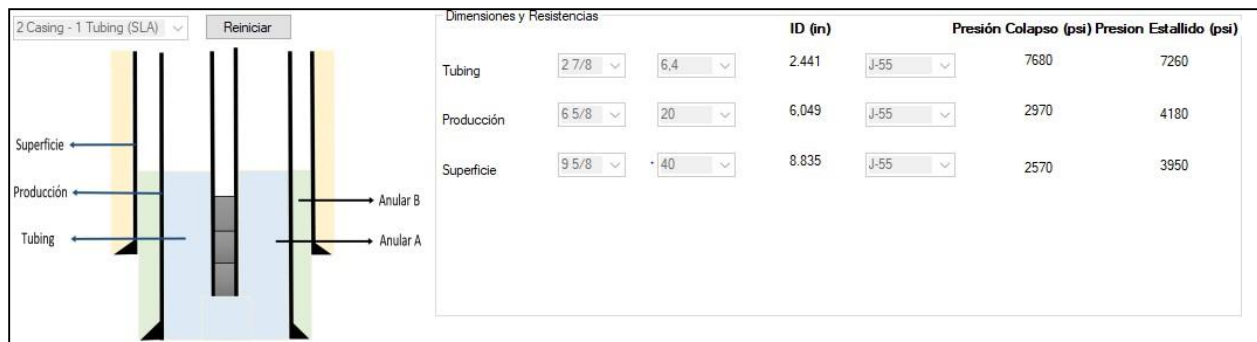 2 Casing - 1 Tubing (SLA)
Reiniciar
Superficie
Producción
Tubing
Anular B
Anular A
Dimensiones y Resistencias
ID (in) Presión Colapso (psi) Presion Estallido (psi)
Tubing 2 7/8 6,4 2.441 J-55 7680 7260
Producción 6 5/8 20 6,049 J-55 2970 4180
Superficie 9 5/8 40 8.835 J-55 2570 3950